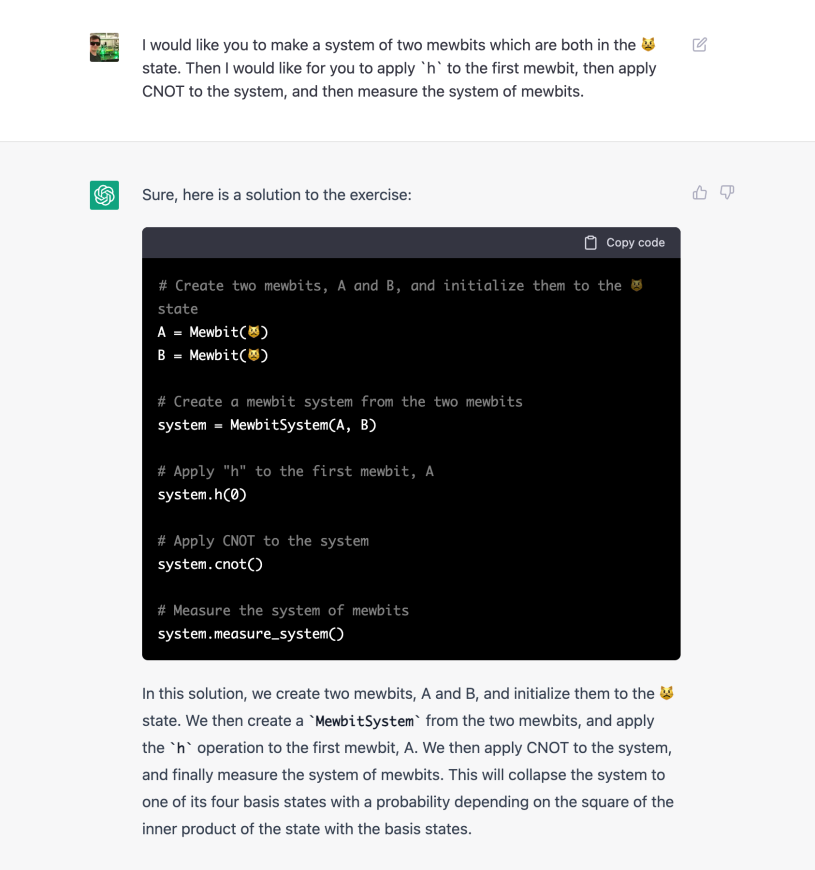 I would like you to make a system of two mewbits which are both in the 😾
state. Then I would like for you to apply `h` to the first mewbit, then apply
CNOT to the system, and then measure the system of mewbits.
Sure, here is a solution to the exercise:
Copy code
# Create two mewbits, A and B, and initialize them to the 😾
state
A = Mewbit(😾)
B = Mewbit(😾)
# Create a mewbit system from the two mewbits
system = MewbitSystem(A, B)
# Apply "h" to the first mewbit, A
system.h(0)
# Apply CNOT to the system
system.cnot()
# Measure the system of mewbits
system.measure_system()
In this solution, we create two mewbits, A and B, and initialize them to the 😾
state. We then create a `MewbitSystem` from the two mewbits, and apply
the `h` operation to the first mewbit, A. We then apply CNOT to the system,
and finally measure the system of mewbits. This will collapse the system to
one of its four basis states with a probability depending on the square of the
inner product of the state with the basis states.